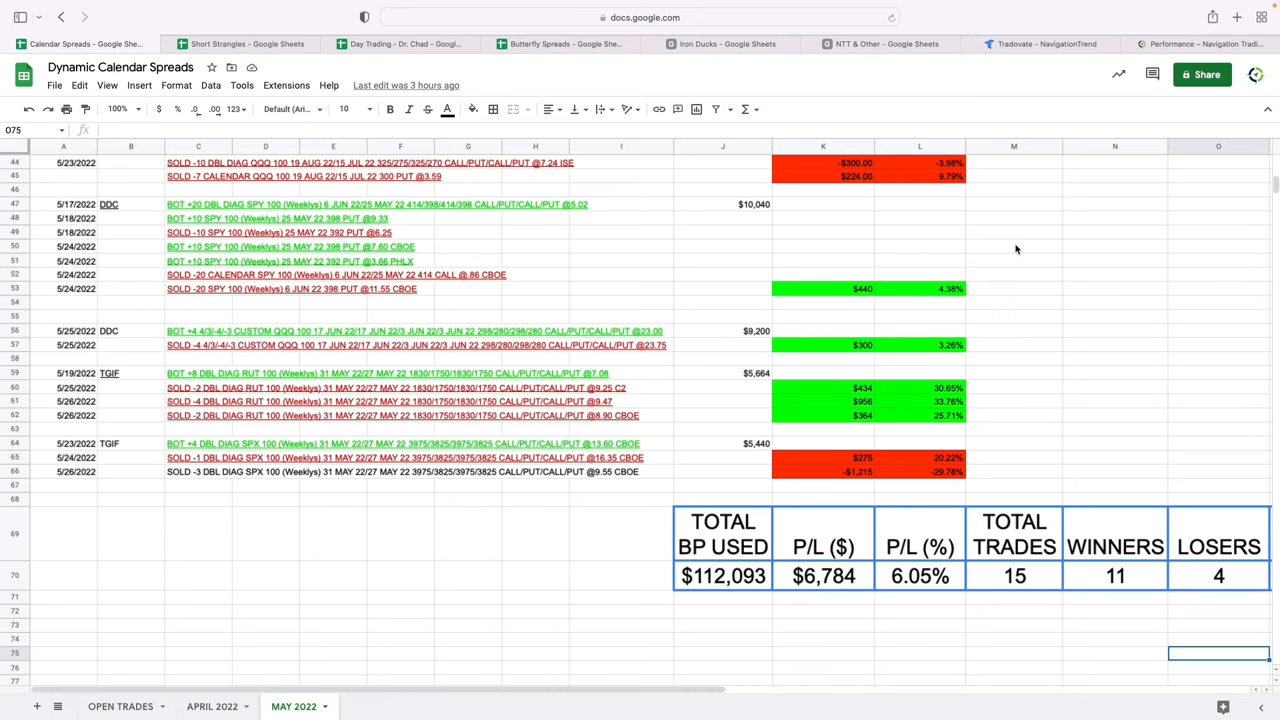 docs.google.com
Calendar Spreads - Google She...
Short Strangles - Google Sheets
Day Trading - Dr. Chad - Googl...
Butterfly Spreads - Google She...
Iron Ducks - Google Sheets
NTT & Other - Google Sheets
Tradovate - NavigationTrend
Performance – Navigation Tradi...
Dynamic Calendar Spreads
File Edit View Insert Format Data Tools Extensions Help Last edit was 3 hours ago
Share
100% $ % .0 .00 123 Default (Ari... 10 B I S A
O75 fx
A B C D E F G H I J K L M N O
44 5/23/2022 SOLD -10 DBL DIAG QQQ 100 19 AUG 22/15 JUL 22 325/275/325/270 CALL/PUT/CALL/PUT @7.24 ISE -$300.00 -3.98%
45 SOLD -7 CALENDAR QQQ 100 19 AUG 22/15 JUL 22 300 PUT @3.59 $224.00 9.79%
46
47 5/17/2022 DDC BOT +20 DBL DIAG SPY 100 (Weeklys) 6 JUN 22/25 MAY 22 414/398/414/398 CALL/PUT/CALL/PUT @5.02 $10,040
48 5/18/2022 BOT +10 SPY 100 (Weeklys) 25 MAY 22 398 PUT @9.33
49 5/18/2022 SOLD -10 SPY 100 (Weeklys) 25 MAY 22 392 PUT @6.25
50 5/24/2022 BOT +10 SPY 100 (Weeklys) 25 MAY 22 398 PUT @7.60 CBOE
51 5/24/2022 BOT +10 SPY 100 (Weeklys) 25 MAY 22 392 PUT @3.66 PHLX
52 5/24/2022 SOLD -20 CALENDAR SPY 100 (Weeklys) 6 JUN 22/25 MAY 22 414 CALL @.86 CBOE
53 5/24/2022 SOLD -20 SPY 100 (Weeklys) 6 JUN 22 398 PUT @11.55 CBOE $440 4.38%
54
55
56 5/25/2022 DDC BOT +4 4/3/-4/-3 CUSTOM QQQ 100 17 JUN 22/17 JUN 22/3 JUN 22/3 JUN 22 298/280/298/280 CALL/PUT/CALL/PUT @23.00 $9,200
57 5/25/2022 SOLD -4 4/3/-4/-3 CUSTOM QQQ 100 17 JUN 22/17 JUN 22/3 JUN 22/3 JUN 22 298/280/298/280 CALL/PUT/CALL/PUT @23.75 $300 3.26%
58
59 5/19/2022 TGIF BOT +8 DBL DIAG RUT 100 (Weeklys) 31 MAY 22/27 MAY 22 1830/1750/1830/1750 CALL/PUT/CALL/PUT @7.08 $5,664
60 5/25/2022 SOLD -2 DBL DIAG RUT 100 (Weeklys) 31 MAY 22/27 MAY 22 1830/1750/1830/1750 CALL/PUT/CALL/PUT @9.25 C2 $434 30.65%
61 5/26/2022 SOLD -4 DBL DIAG RUT 100 (Weeklys) 31 MAY 22/27 MAY 22 1830/1750/1830/1750 CALL/PUT/CALL/PUT @9.47 $956 33.76%
62 5/26/2022 SOLD -2 DBL DIAG RUT 100 (Weeklys) 31 MAY 22/27 MAY 22 1830/1750/1830/1750 CALL/PUT/CALL/PUT @8.90 CBOE $364 25.71%
63
64 5/23/2022 TGIF BOT +4 DBL DIAG SPX 100 (Weeklys) 31 MAY 22/27 MAY 22 3975/3825/3975/3825 CALL/PUT/CALL/PUT @13.60 CBOE $5,440
65 5/24/2022 SOLD -1 DBL DIAG SPX 100 (Weeklys) 31 MAY 22/27 MAY 22 3975/3825/3975/3825 CALL/PUT/CALL/PUT @16.35 CBOE $275 20.22%
66 5/26/2022 SOLD -3 DBL DIAG SPX 100 (Weeklys) 31 MAY 22/27 MAY 22 3975/3825/3975/3825 CALL/PUT/CALL/PUT @9.55 CBOE -$1,215 -29.78%
67
68
69 TOTAL BP USED P/L ($) P/L (%) TOTAL TRADES WINNERS LOSERS
70 $112,093 $6,784 6.05% 15 11 4
71
72
73
74
75
76
77
OPEN TRADES APRIL 2022 MAY 2022